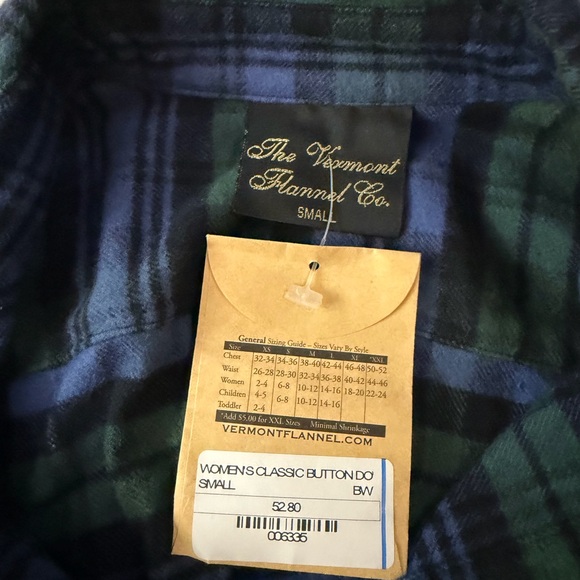 The Vermont
Flannel Co.
SMALL
General Sizing Guide – Sizes Vary By Style
Size XS S M L XL *XXL
Chest 32-34 34-36 38-40 42-44 46-48 50-52
Waist 26-28 28-30 32-34 36-38 40-42 44-46
Women 2-4 6-8 10-12 14-16 18-20 22-24
Children 4-5 6-8 10-12 14-16
Toddler 2-4
*Add $5.00 for XXL Sizes Minimal Shrinkage
VERMONTFLANNEL.COM
WOMEN'S CLASSIC BUTTON DO
SMALL BW
52.80
006335